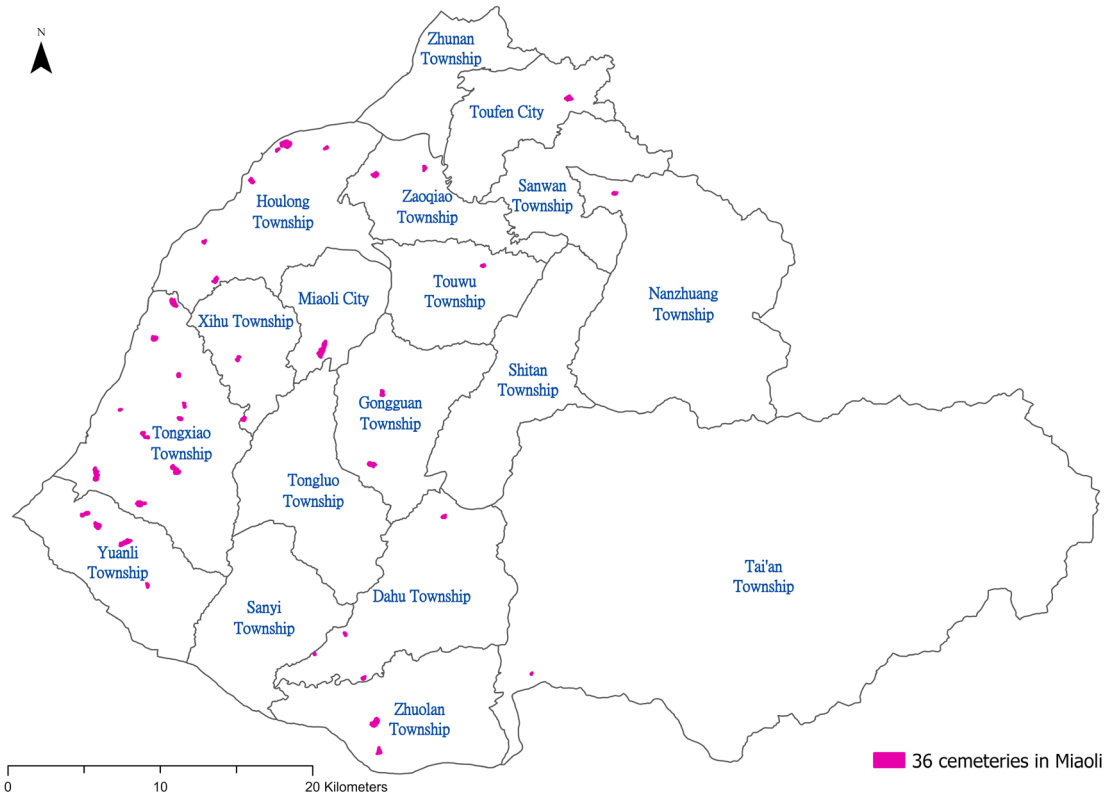 N
Zhunan
Township
Toufen City
Sanwan
Township
Zaoqiao
Township
Houlong
Township
Touwu
Township
Miaoli City
Nanzhuang
Township
Xihu Township
Shitan
Township
Gongguan
Township
Tongxiao
Township
Tongluo
Township
Yuanli
Township
Tai'an
Township
Dahu Township
Sanyi
Township
Zhuolan
Township
36 cemeteries in Miaoli
0 10 20 Kilometers